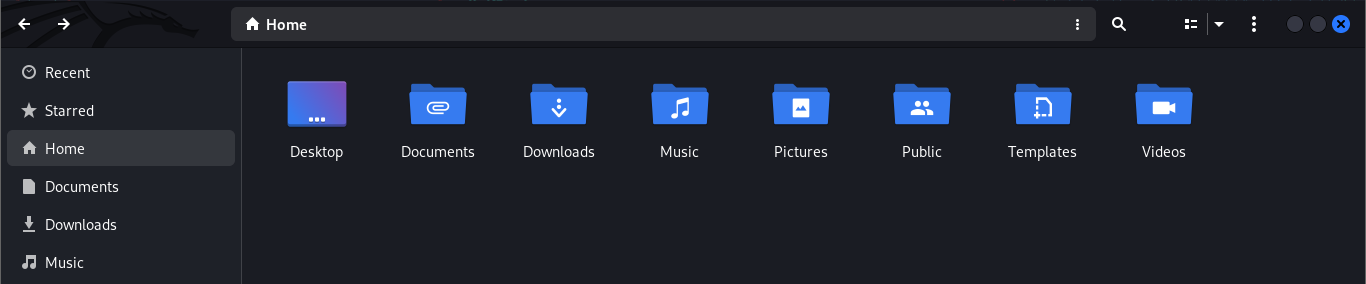 Home
Recent
Starred
Home
Documents
Downloads
Music
Desktop
Documents
Downloads
Music
Pictures
Public
Templates
Videos